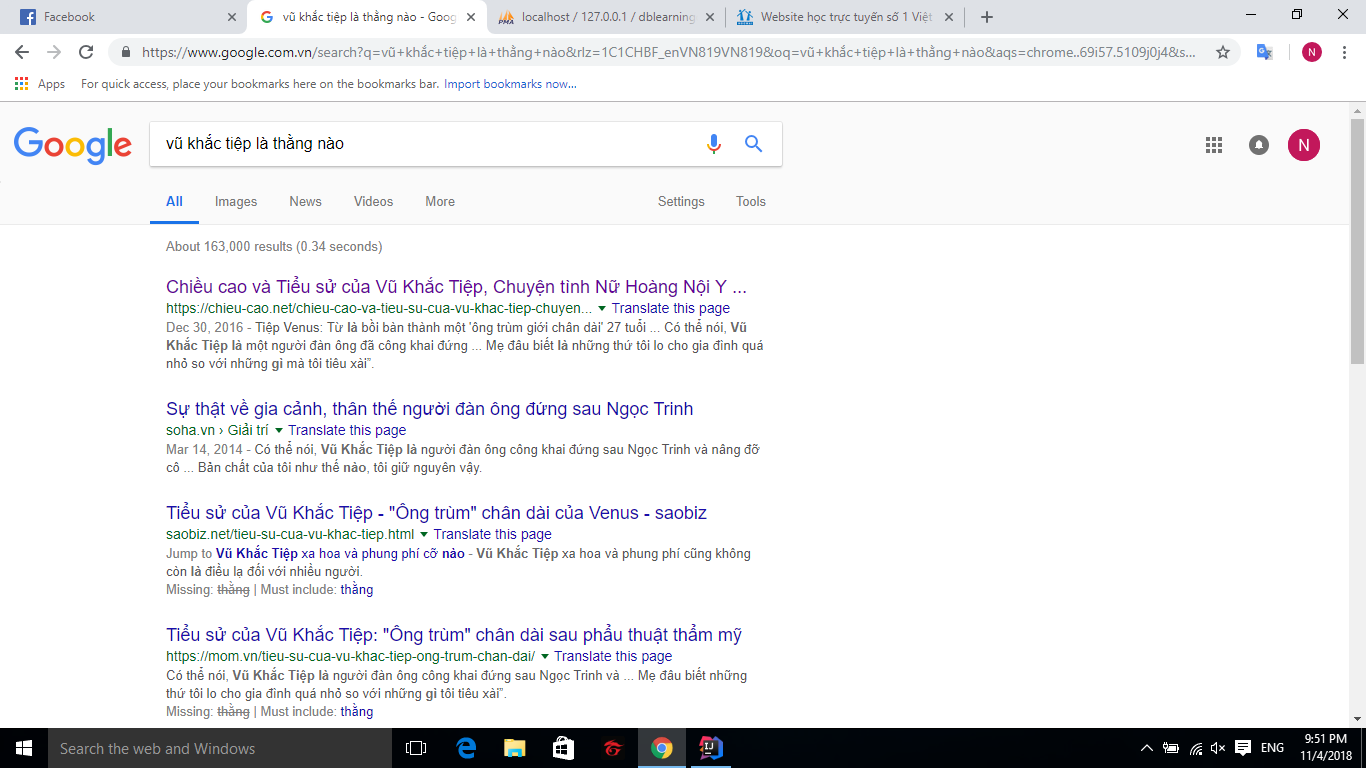 Facebook
vũ khắc tiệp là thằng nào - Goog
localhost / 127.0.0.1 / dblearning
Website học trực tuyến số 1 Việt
https://www.google.com.vn/search?q=vũ+khắc+tiệp+là+thằng+nào&rlz=1C1CHBF_enVN819VN819&oq=vũ+khắc+tiệp+là+thằng+nào&aqs=chrome..69i57.5109j0j4&s...
N
Apps For quick access, place your bookmarks here on the bookmarks bar. Import bookmarks now...
Google
vũ khắc tiệp là thằng nào
N
All Images News Videos More Settings Tools
About 163,000 results (0.34 seconds)
Chiều cao và Tiểu sử của Vũ Khắc Tiệp, Chuyện tình Nữ Hoàng Nội Y ...
https://chieu-cao.net/chieu-cao-va-tieu-su-cua-vu-khac-tiep-chuyen... Translate this page
Dec 30, 2016 - Tiệp Venus: Từ là bồi bàn thành một 'ông trùm giới chân dài' 27 tuổi ... Có thể nói, Vũ
Khắc Tiệp là một người đàn ông đã công khai đứng ... Mẹ đâu biết là những thứ tôi lo cho gia đình quá
nhỏ so với những gì mà tôi tiêu xài”.
Sự thật về gia cảnh, thân thế người đàn ông đứng sau Ngọc Trinh
soha.vn › Giải trí Translate this page
Mar 14, 2014 - Có thể nói, Vũ Khắc Tiệp là người đàn ông công khai đứng sau Ngọc Trinh và nâng đỡ
cô ... Bản chất của tôi như thế nào, tôi giữ nguyên vậy.
Tiểu sử của Vũ Khắc Tiệp - "Ông trùm" chân dài của Venus - saobiz
saobiz.net/tieu-su-cua-vu-khac-tiep.html Translate this page
Jump to Vũ Khắc Tiệp xa hoa và phung phí cỡ nào - Vũ Khắc Tiệp xa hoa và phung phí cũng không
còn là điều lạ đối với nhiều người.
Missing: thằng | Must include: thằng
Tiểu sử của Vũ Khắc Tiệp: "Ông trùm" chân dài sau phẩu thuật thẩm mỹ
https://mom.vn/tieu-su-cua-vu-khac-tiep-ong-trum-chan-dai/ Translate this page
Có thể nói, Vũ Khắc Tiệp là người đàn ông công khai đứng sau Ngọc Trinh và ... Mẹ đâu biết những
thứ tôi lo cho gia đình quá nhỏ so với những gì tôi tiêu xài”.
Missing: thằng | Must include: thằng
Search the web and Windows
ENG
9:51 PM
11/4/2018